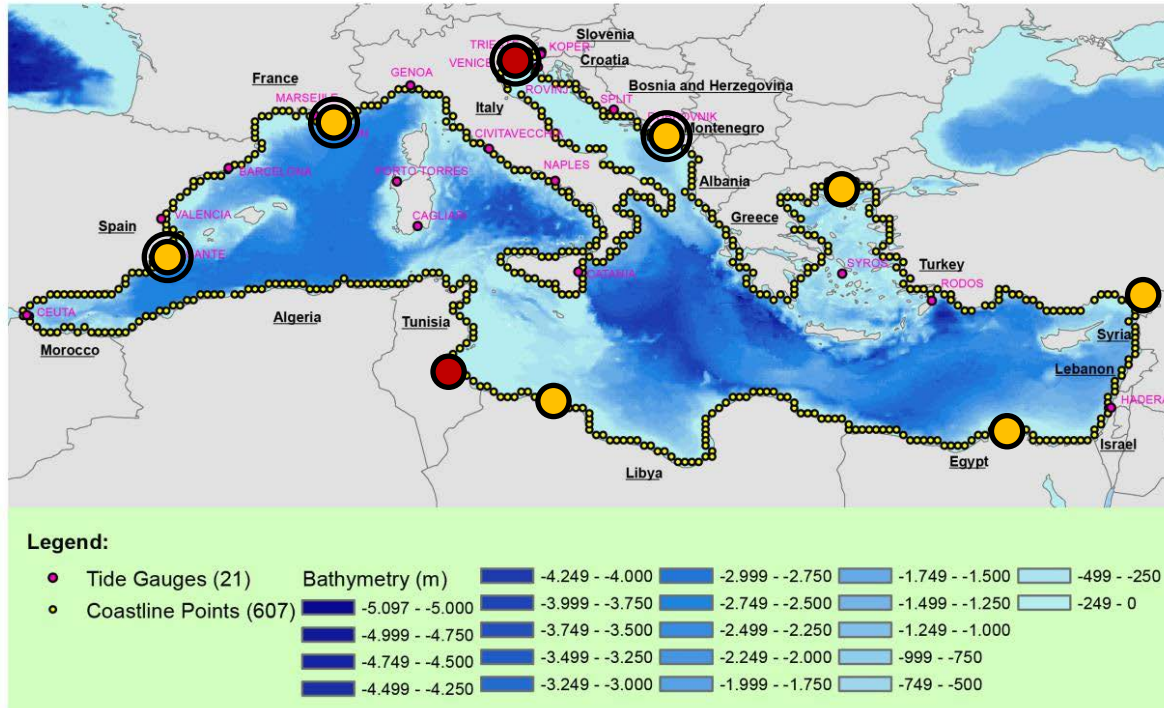 Slovenia
KOPER
Croatia
VENICE
France
GENOA
Bosnia and Herzegovina
Italy
ROVINJ
MARSEILLE
SPLIT
Montenegro
CIVITAVECCHIA
BARCELONA
PORTO TORRES
NAPLES
Albania
VALENCIA
Spain
CAGLIARI
Greece
CATANIA
SYROS
Turkey
RODOS
CEUTA
Algeria
Tunisia
Syria
Morocco
Lebanon
HADERA
Israel
Egypt
Libya
Legend:
Tide Gauges (21)
Coastline Points (607)
Bathymetry (m)
-5.097 - -5.000
-4.999 - -4.750
-4.749 - -4.500
-4.499 - -4.250
-4.249 - -4.000
-3.999 - -3.750
-3.749 - -3.500
-3.499 - -3.250
-3.249 - -3.000
-2.999 - -2.750
-2.749 - -2.500
-2.499 - -2.250
-2.249 - -2.000
-1.999 - -1.750
-1.749 - -1.500
-1.499 - -1.250
-1.249 - -1.000
-999 - -750
-749 - -500
-499 - -250
-249 - 0